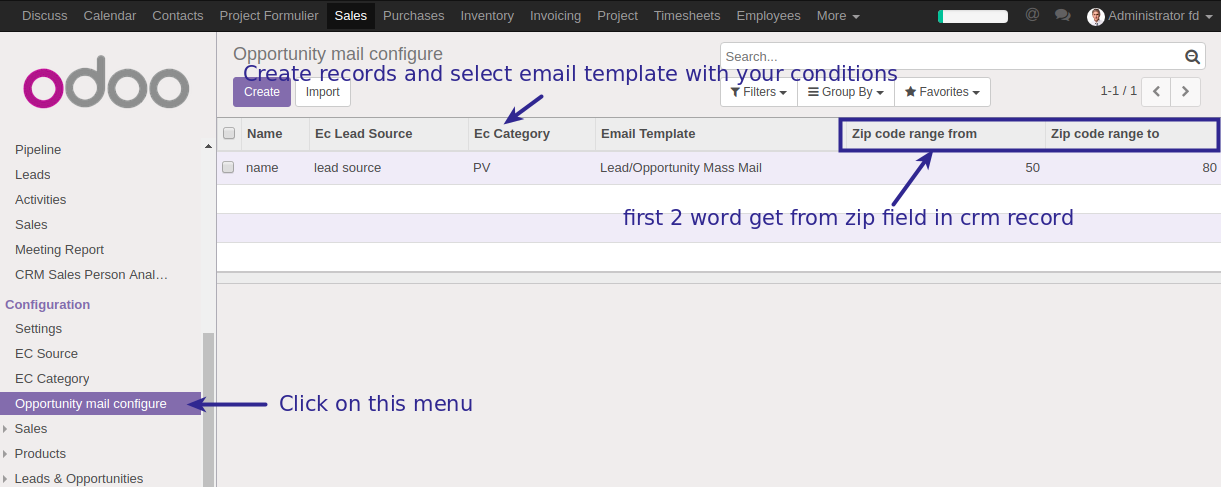 Discuss Calendar Contacts Project Formulier Sales Purchases Inventory Invoicing Project Timesheets Employees More @ Administrator fd
odoo
Opportunity mail configure
Search...
Create records and select email template with your conditions
Create Import Filters Group By Favorites 1-1 / 1
Name Ec Lead Source Ec Category Email Template Zip code range from Zip code range to
name lead source PV Lead/Opportunity Mass Mail 50 80
first 2 word get from zip field in crm record
Pipeline
Leads
Activities
Sales
Meeting Report
CRM Sales Person Anal...
Configuration
Settings
EC Source
EC Category
Opportunity mail configure
Click on this menu
Sales
Products
Leads & Opportunities